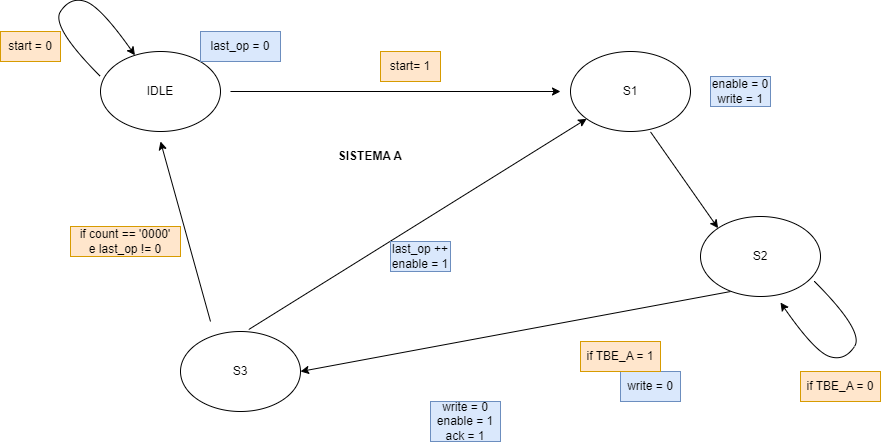 start = 0
last_op = 0
start= 1
IDLE
S1
enable = 0
write = 1
SISTEMA A
if count == '0000'
e last_op != 0
last_op ++
enable = 1
S2
S3
if TBE_A = 1
write = 0
if TBE_A = 0
write = 0
enable = 1
ack = 1